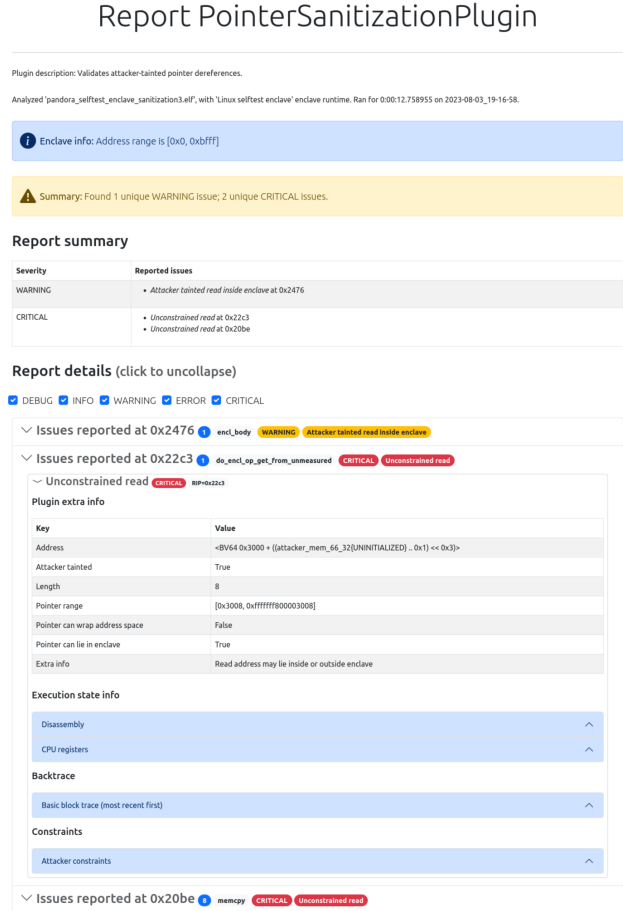 Report PointerSanitizationPlugin
Plugin description: Validates attacker-tainted pointer dereferences.
Analyzed 'pandora_selftest_enclave_sanitization3.elf', with 'Linux selftest enclave' enclave runtime. Ran for 0:00:12.758955 on 2023-08-03_19-16-58.
Enclave info: Address range is [0x0, 0xbfff]
Summary: Found 1 unique WARNING issue; 2 unique CRITICAL issues.
Report summary
Severity Reported issues
WARNING • Attacker tainted read inside enclave at 0x2476
CRITICAL • Unconstrained read at 0x22c3
• Unconstrained read at 0x20be
Report details (click to uncollapse)
DEBUG INFO WARNING ERROR CRITICAL
Issues reported at 0x2476 1 encl_body WARNING Attacker tainted read inside enclave
Issues reported at 0x22c3 1 do_encl_op_get_from_unmeasured CRITICAL Unconstrained read
Unconstrained read CRITICAL RIP=0x22c3
Plugin extra info
Key Value
Address <BV64 0x3000 + ((attacker_mem_66_32{UNINITIALIZED} .. 0x1) << 0x3)>
Attacker tainted True
Length 8
Pointer range [0x3008, 0xfffffff800003008]
Pointer can wrap address space False
Pointer can lie in enclave True
Extra info Read address may lie inside or outside enclave
Execution state info
Disassembly
CPU registers
Backtrace
Basic block trace (most recent first)
Constraints
Attacker constraints
Issues reported at 0x20be 8 memcpy CRITICAL Unconstrained read